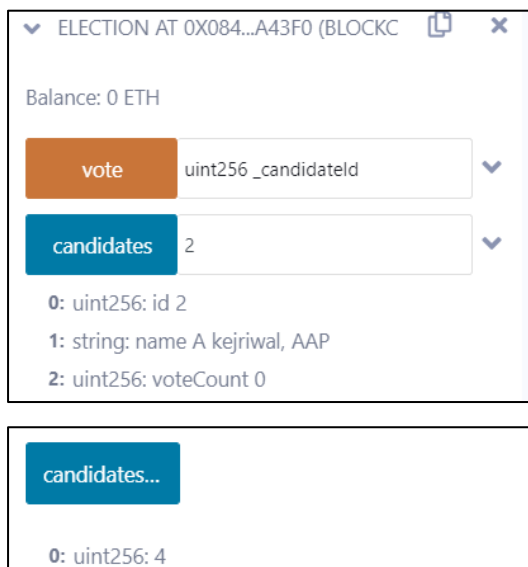 ELECTION AT 0X084...A43F0 (BLOCKC
Balance: 0 ETH
vote uint256 _candidateId
candidates 2
0: uint256: id 2
1: string: name A kejriwal, AAP
2: uint256: voteCount 0
candidates...
0: uint256: 4